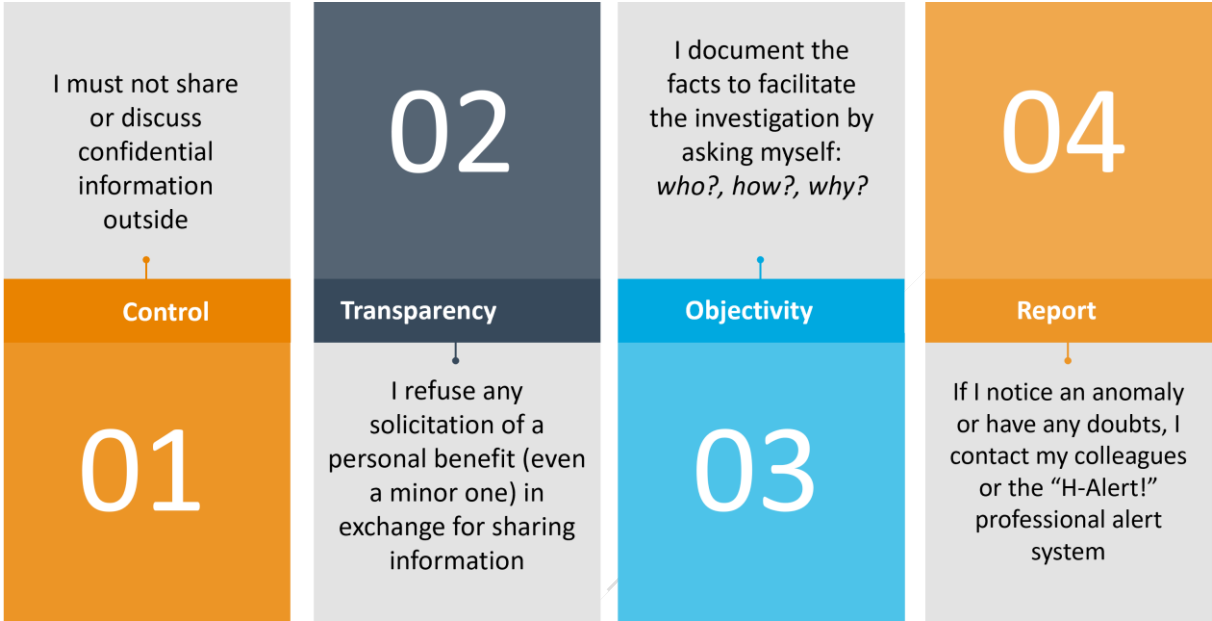 I must not share
or discuss
confidential
information
outside
Control
01
02
Transparency
I refuse any
solicitation of a
personal benefit (even
a minor one) in
exchange for sharing
information
I document the
facts to facilitate
the investigation by
asking myself:
who?, how?, why?
Objectivity
03
04
Report
If I notice an anomaly
or have any doubts, I
contact my colleagues
or the “H-Alert!”
professional alert
system